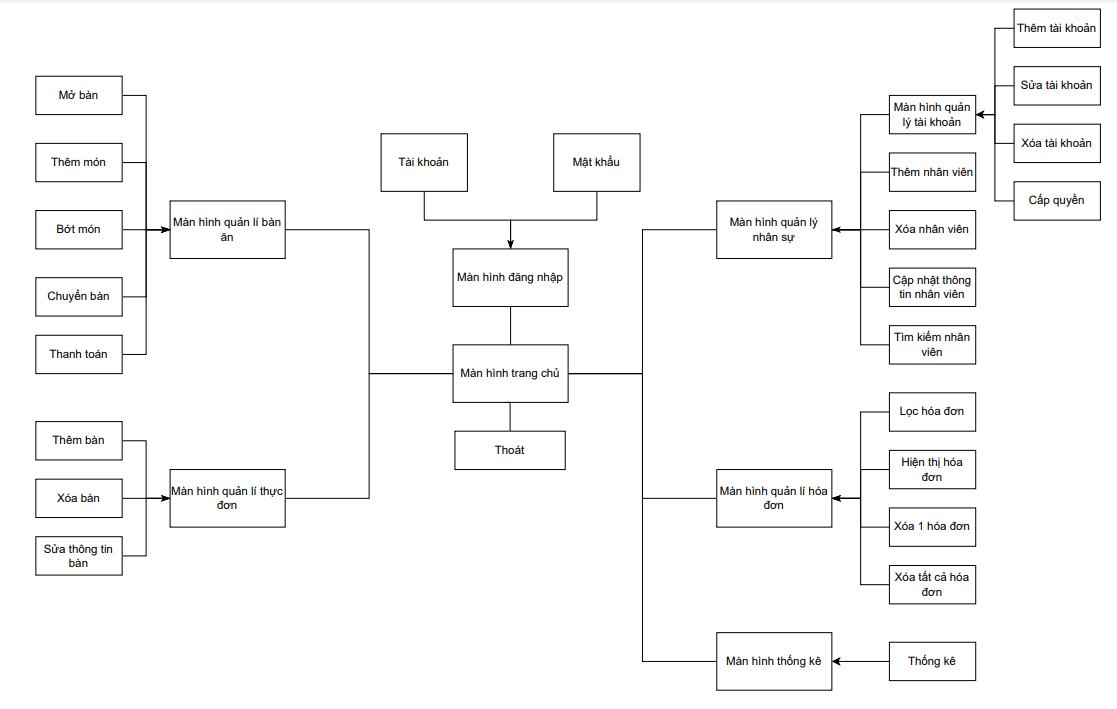 Mở bàn
Thêm món
Bớt món
Chuyển bàn
Thanh toán
Màn hình quản lí bàn
ăn
Thêm bàn
Xóa bàn
Sửa thông tin
bàn
Màn hình quản lí thực
đơn
Tài khoản
Mật khẩu
Màn hình đăng nhập
Màn hình trang chủ
Thoát
Màn hình quản lý
nhân sự
Màn hình quản
lý tài khoản
Thêm tài khoản
Sửa tài khoản
Xóa tài khoản
Cấp quyền
Thêm nhân viên
Xóa nhân viên
Cập nhật thông
tin nhân viên
Tìm kiếm nhân
viên
Màn hình quản lí hóa
đơn
Lọc hóa đơn
Hiện thị hóa
đơn
Xóa 1 hóa đơn
Xóa tất cả hóa
đơn
Màn hình thống kê
Thống kê